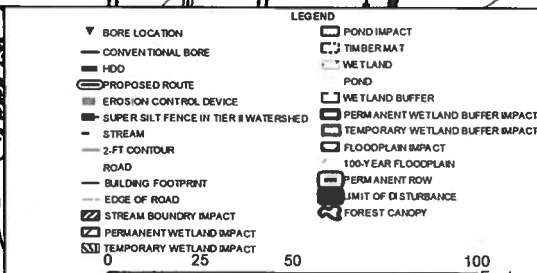 LEGEND
BORE LOCATION
CONVENTIONAL BORE
HDD
PROPOSED ROUTE
EROSION CONTROL DEVICE
SUPER SILT FENCE IN TIER II WATERSHED
STREAM
2-FT CONTOUR
ROAD
BUILDING FOOTPRINT
EDGE OF ROAD
STREAM BOUNDRY IMPACT
PERMANENT WETLAND IMPACT
TEMPORARY WETLAND IMPACT
POND IMPACT
TIMBER MAT
WETLAND
POND
WETLAND BUFFER
PERMANENT WETLAND BUFFER IMPACT
TEMPORARY WETLAND BUFFER IMPACT
FLOODPLAIN IMPACT
100-YEAR FLOODPLAIN
PERMANENT ROW
LIMIT OF DISTURBANCE
FOREST CANOPY
0 25 50 100